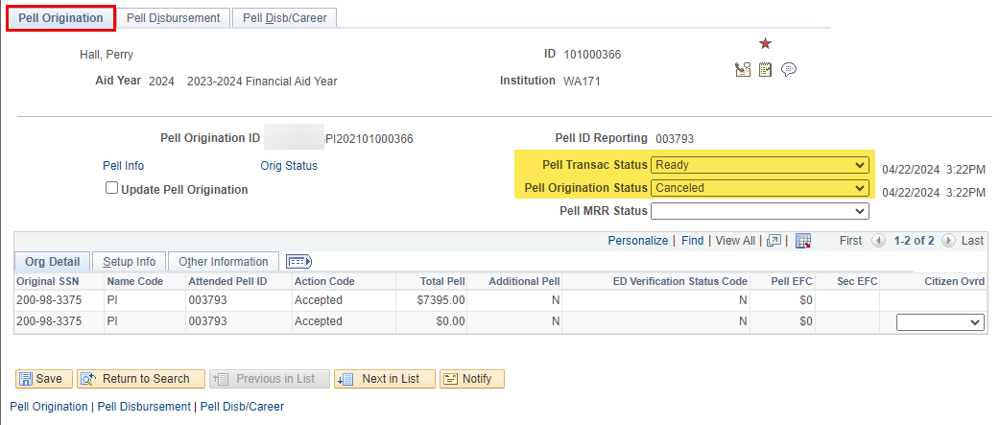 Pell Origination Pell Disbursement Pell Disb/Career
Hall, Perry ID 101000366
Aid Year 2024 2023-2024 Financial Aid Year Institution WA171
Pell Origination ID PI202101000366 Pell ID Reporting 003793
Pell Info Orig Status Pell Transac Status Ready 04/22/2024 3:22PM
Update Pell Origination Pell Origination Status Canceled 04/22/2024 3:22PM
Pell MRR Status
Personalize | Find | View All | First 1-2 of 2 Last
Org Detail Setup Info Other Information
Original SSN Name Code Attended Pell ID Action Code Total Pell Additional Pell ED Verification Status Code Pell EFC Sec EFC Citizen Ovrd
200-98-3375 PI 003793 Accepted $7395.00 N N $0
200-98-3375 PI 003793 Accepted $0.00 N N $0
Save Return to Search Previous in List Next in List Notify
Pell Origination | Pell Disbursement | Pell Disb/Career